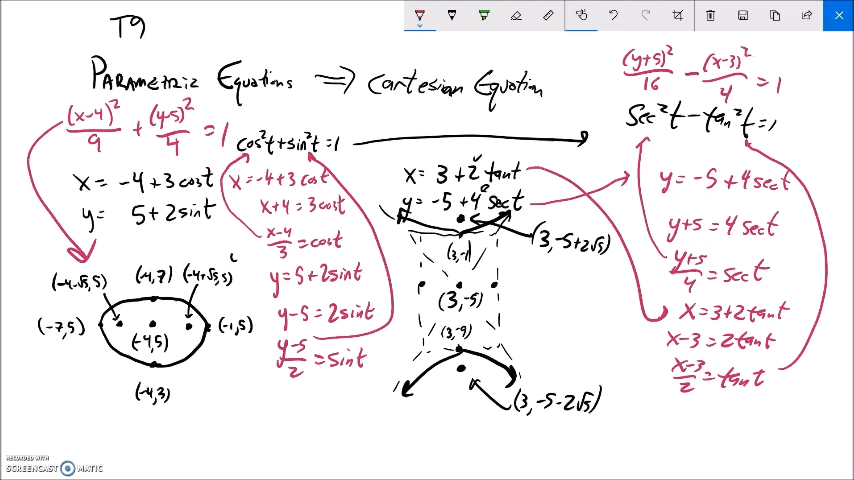 T9
PARAMETRIC EQUATIONS ⟹ CARTESIAN EQUATION
(x-4)²/9 + (y-5)²/4 = 1
cos²t + sin²t = 1
x = -4 + 3cost
y = 5 + 2sint
x = -4 + 3cost
x+4 = 3cost
x-4/3 = cost
y = 5 + 2sint
y-5 = 2sint
y-5/2 = sint
(-4-√5, 5)
(-4, 7)
(-4+√5, 5)
(-7, 5)
(-4, 5)
(-1, 5)
(-4, 3)
(y+5)²/16 - (x-3)²/4 = 1
sec²t - tan²t = 1
x = 3 + 2tant
y = -5 + 4sect
(3, -1)
(3, -5+2√5)
(3, -5)
(3, -9)
(3, -5-2√5)
y = -5 + 4sect
y+5 = 4sect
y+5/4 = sect
x = 3 + 2tant
x-3 = 2tant
x-3/2 = tant
RECORDED WITH
SCREENCAST MATIC